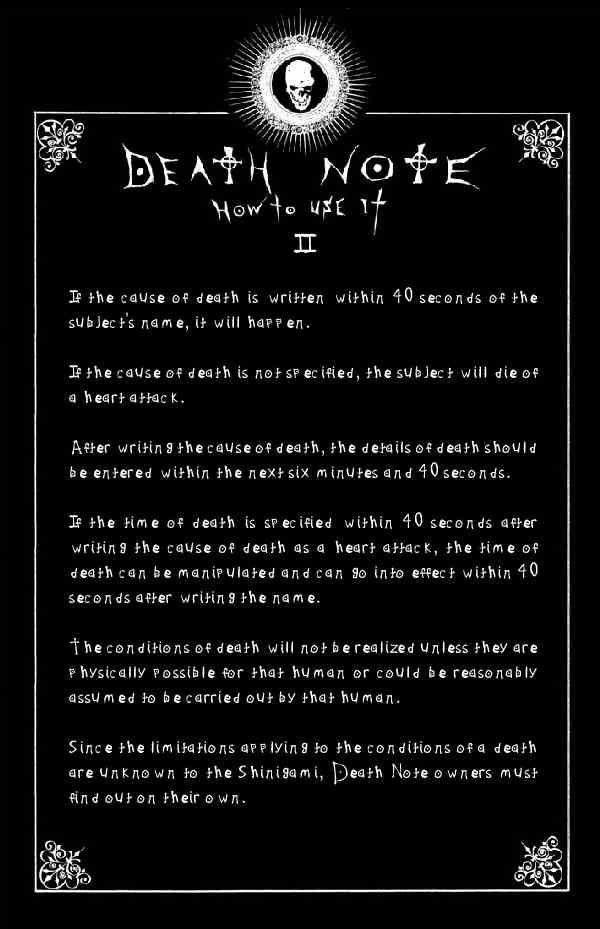 DEATH NOTE
HOW TO USE IT
II
If the cause of death is written within 40 seconds of the
subject's name, it will happen.
If the cause of death is not specified, the subject will die of
a heart attack.
After writing the cause of death, the details of death should
be entered within the next six minutes and 40 seconds.
If the time of death is specified within 40 seconds after
writing the cause of death as a heart attack, the time of
death can be manipulated and can go into effect within 40
seconds after writing the name.
The conditions of death will not be realized unless they are
physically possible for that human or could be reasonably
assumed to be carried out by that human.
Since the limitations applying to the conditions of a death
are unknown to the Shinigami, Death Note owners must
find out on their own.